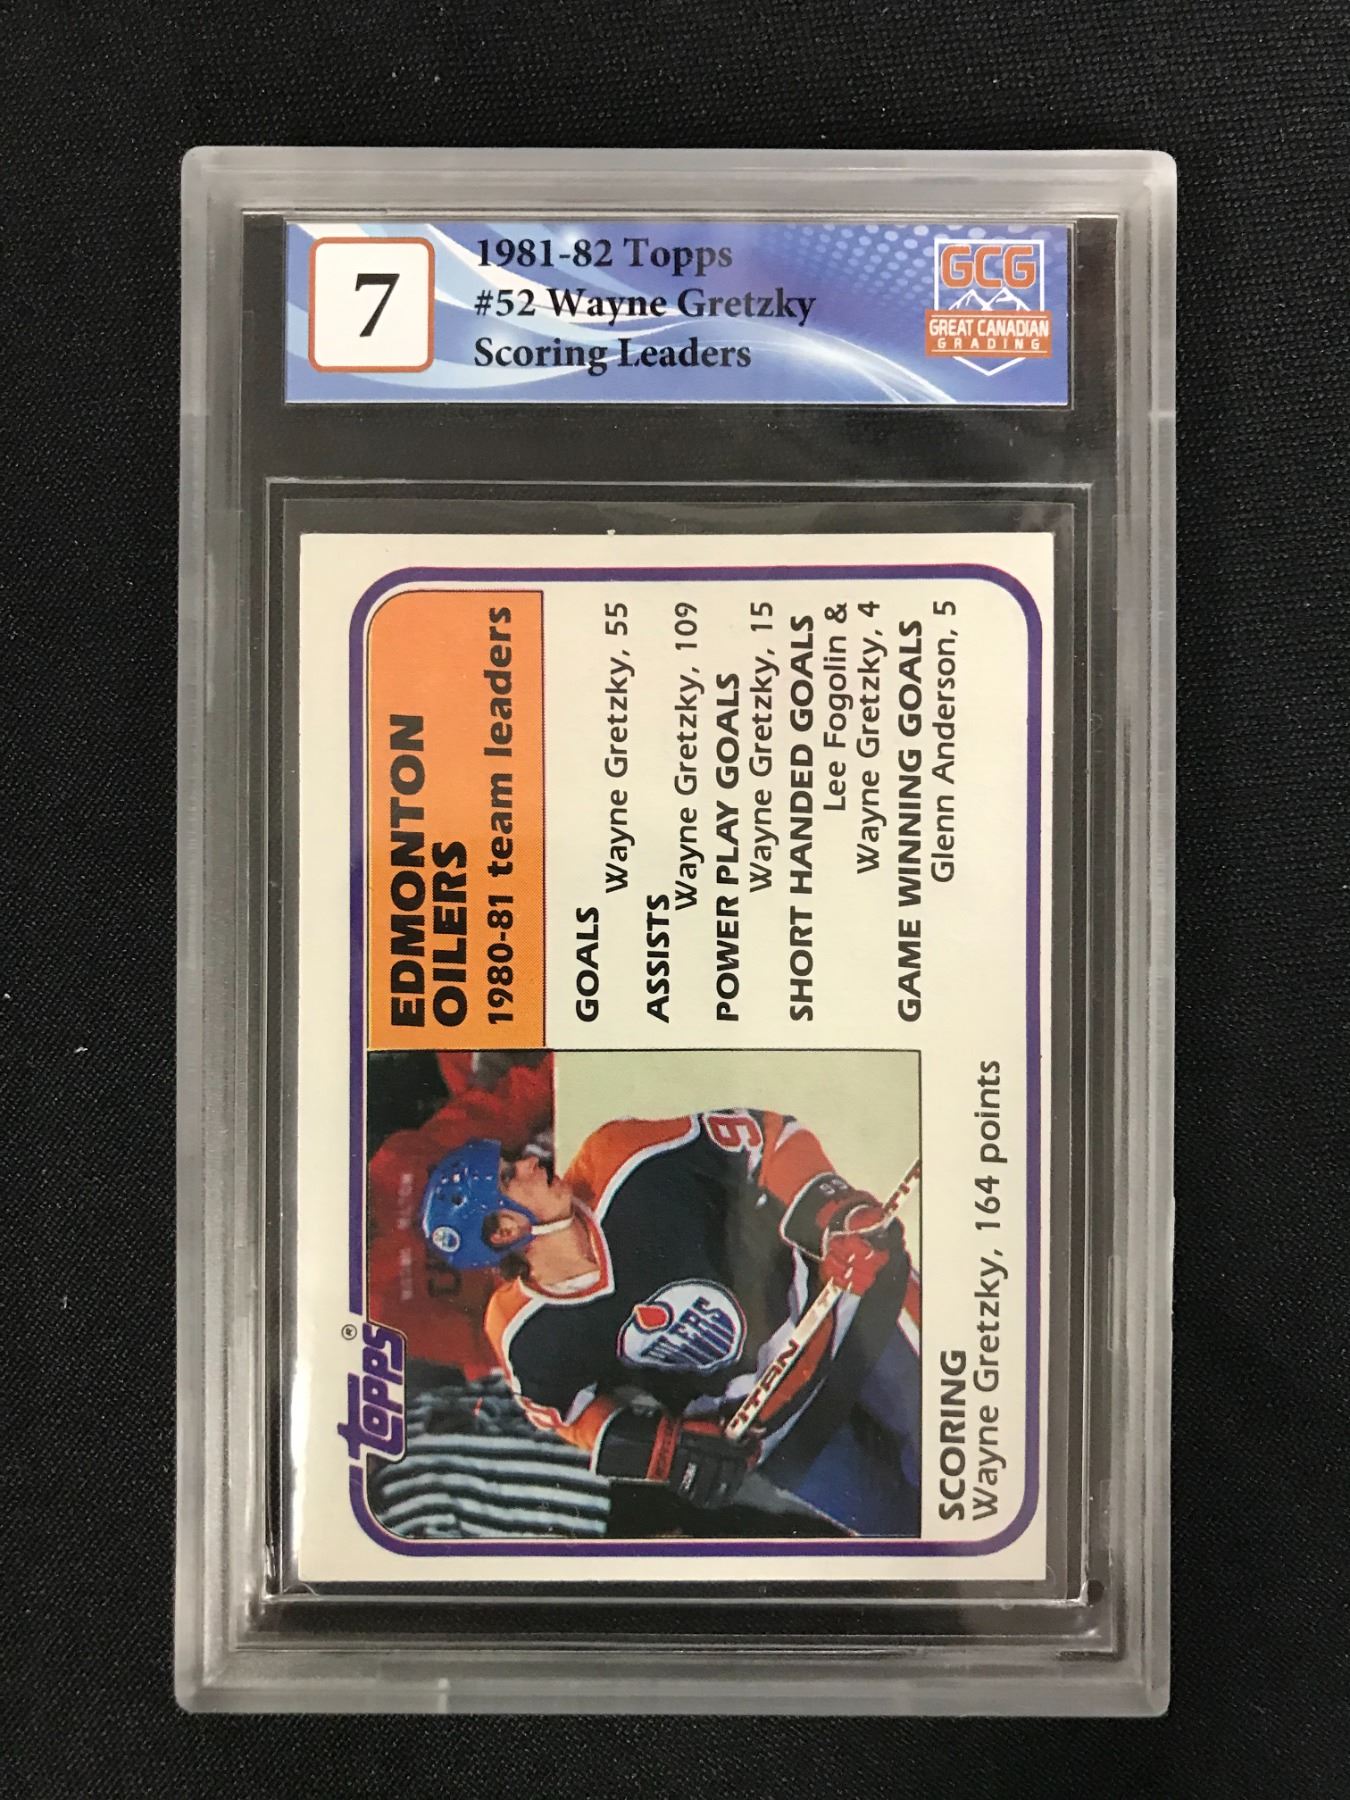 7
1981-82 Topps
#52 Wayne Gretzky
Scoring Leaders
GCG
GREAT CANADIAN
GRADING
topps®
EDMONTON
OILERS
1980-81 team leaders
GOALS
Wayne Gretzky, 55
ASSISTS
Wayne Gretzky, 109
POWER PLAY GOALS
Wayne Gretzky, 15
SHORT HANDED GOALS
Lee Fogolin &
Wayne Gretzky, 4
GAME WINNING GOALS
Glenn Anderson, 5
SCORING
Wayne Gretzky, 164 points
OILERS
TITAN
99